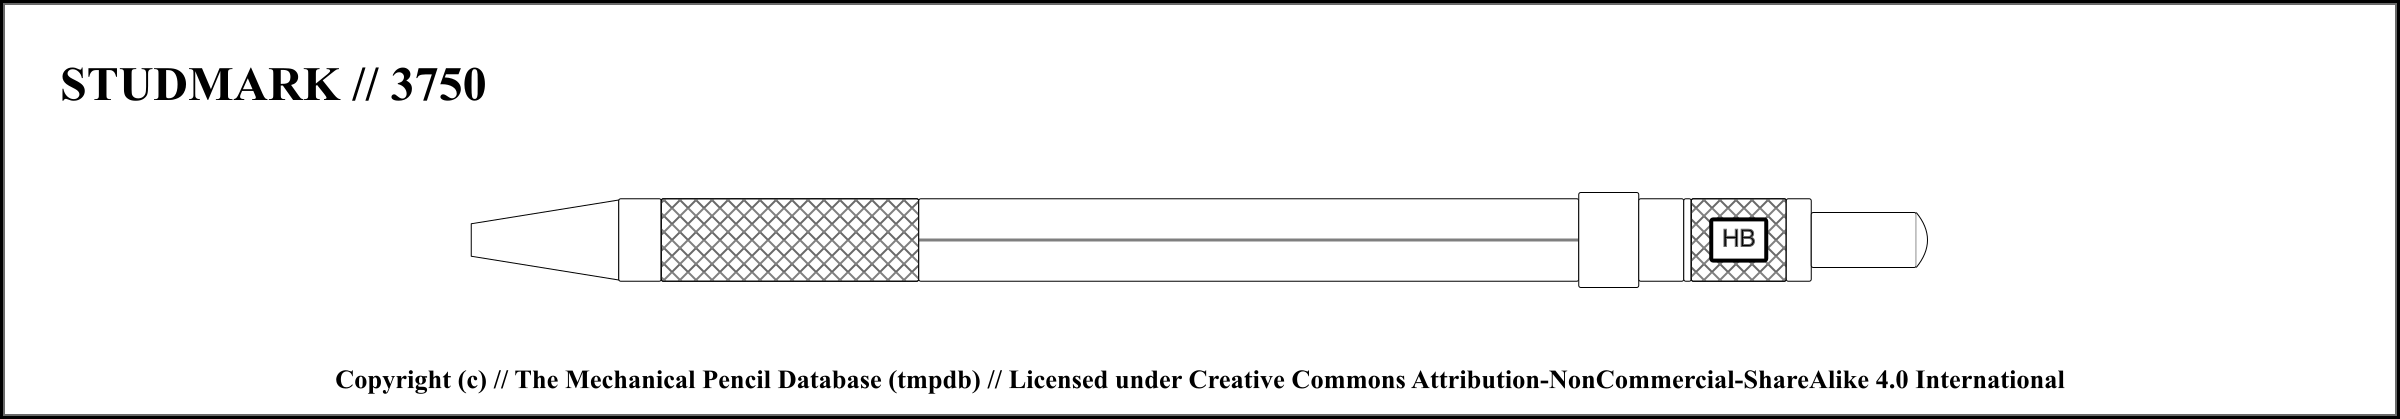 STUDMARK // 3750
HB
Copyright (c) // The Mechanical Pencil Database (tmpdb) // Licensed under Creative Commons Attribution-NonCommercial-ShareAlike 4.0 International